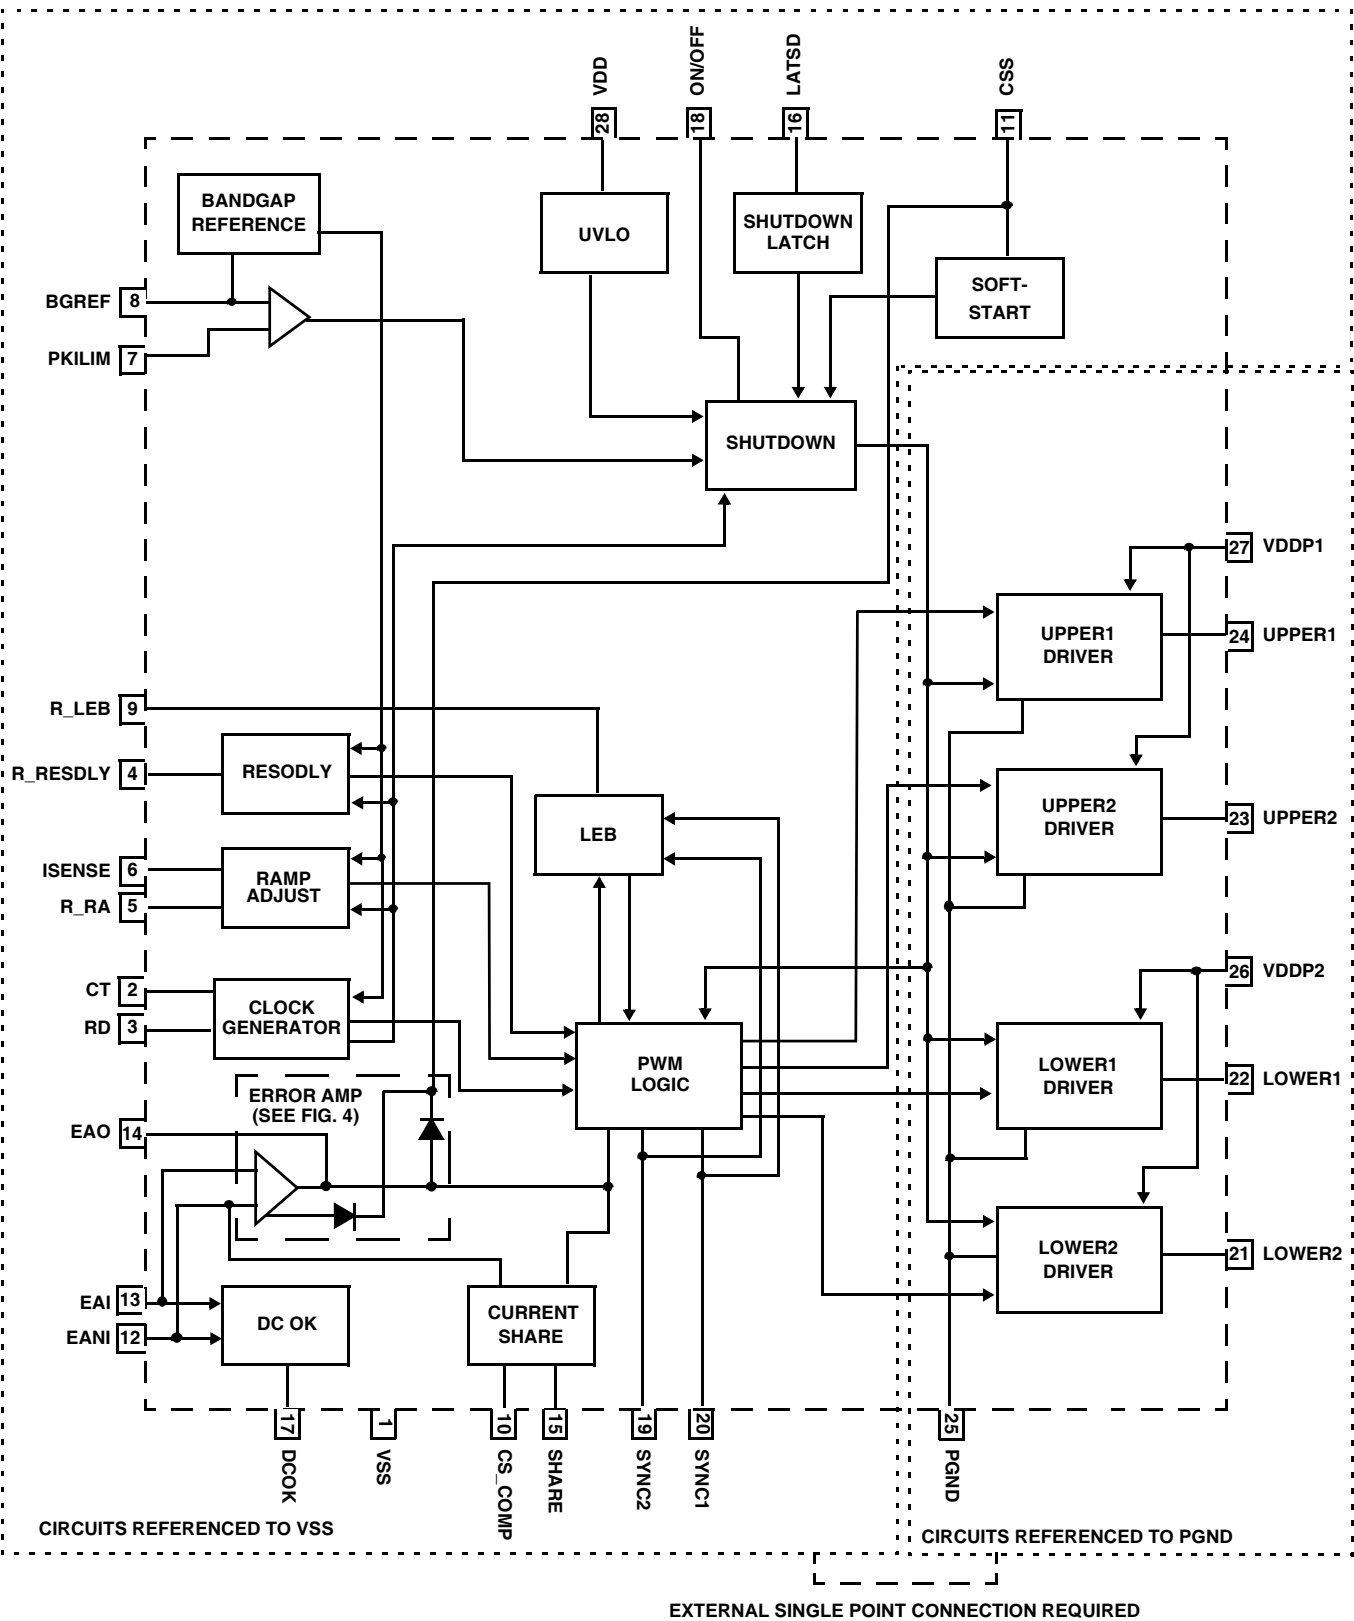 VDD
ON/OFF
LATSD
CSS
28
18
16
11
BANDGAP
REFERENCE
UVLO
SHUTDOWN
LATCH
SOFT-
START
BGREF 8
PKILIM 7
SHUTDOWN
27 VDDP1
UPPER1
DRIVER
24 UPPER1
R_LEB 9
R_RESDLY 4
RESODLY
LEB
UPPER2
DRIVER
23 UPPER2
ISENSE 6
R_RA 5
RAMP
ADJUST
CT 2
RD 3
CLOCK
GENERATOR
26 VDDP2
PWM
LOGIC
LOWER1
DRIVER
22 LOWER1
ERROR AMP
(SEE FIG. 4)
EAO 14
LOWER2
DRIVER
21 LOWER2
EAI 13
EANI 12
DC OK
CURRENT
SHARE
17
1
10
15
19
20
25
DCOK
VSS
CS_COMP
SHARE
SYNC2
SYNC1
PGND
CIRCUITS REFERENCED TO VSS
CIRCUITS REFERENCED TO PGND
EXTERNAL SINGLE POINT CONNECTION REQUIRED